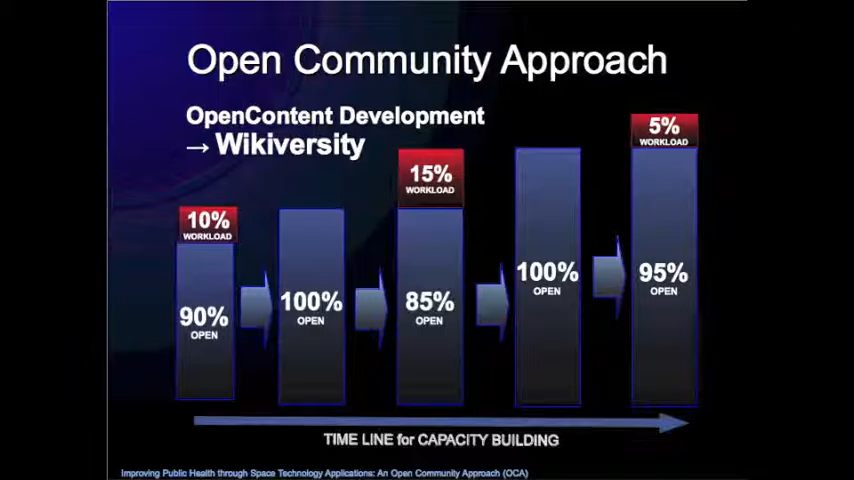 Open Community Approach
OpenContent Development
→ Wikiversity
10%
WORKLOAD
90%
OPEN
100%
OPEN
15%
WORKLOAD
85%
OPEN
100%
OPEN
5%
WORKLOAD
95%
OPEN
TIME LINE for CAPACITY BUILDING
Improving Public Health through Space Technology Applications: An Open Community Approach (OCA)